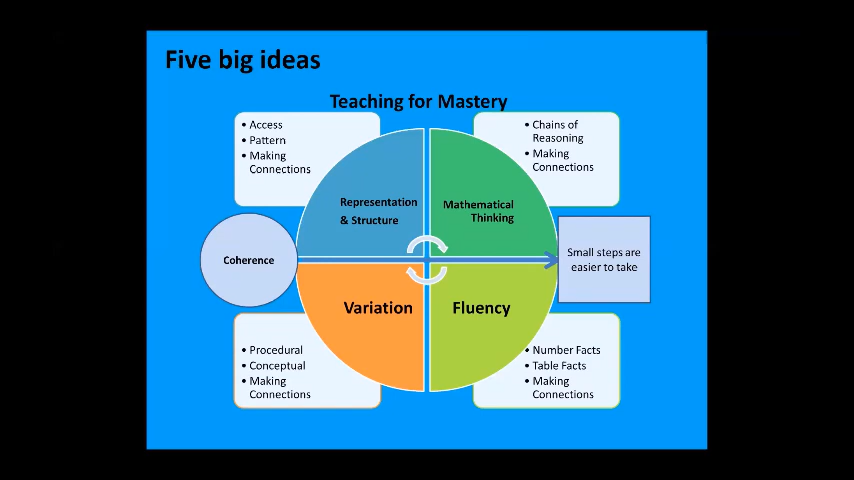 Five big ideas
Teaching for Mastery
• Access
• Pattern
• Making
Connections
• Chains of
Reasoning
• Making
Connections
Representation
& Structure
Mathematical
Thinking
Coherence
Small steps are
easier to take
Variation
Fluency
• Procedural
• Conceptual
• Making
Connections
• Number Facts
• Table Facts
• Making
Connections